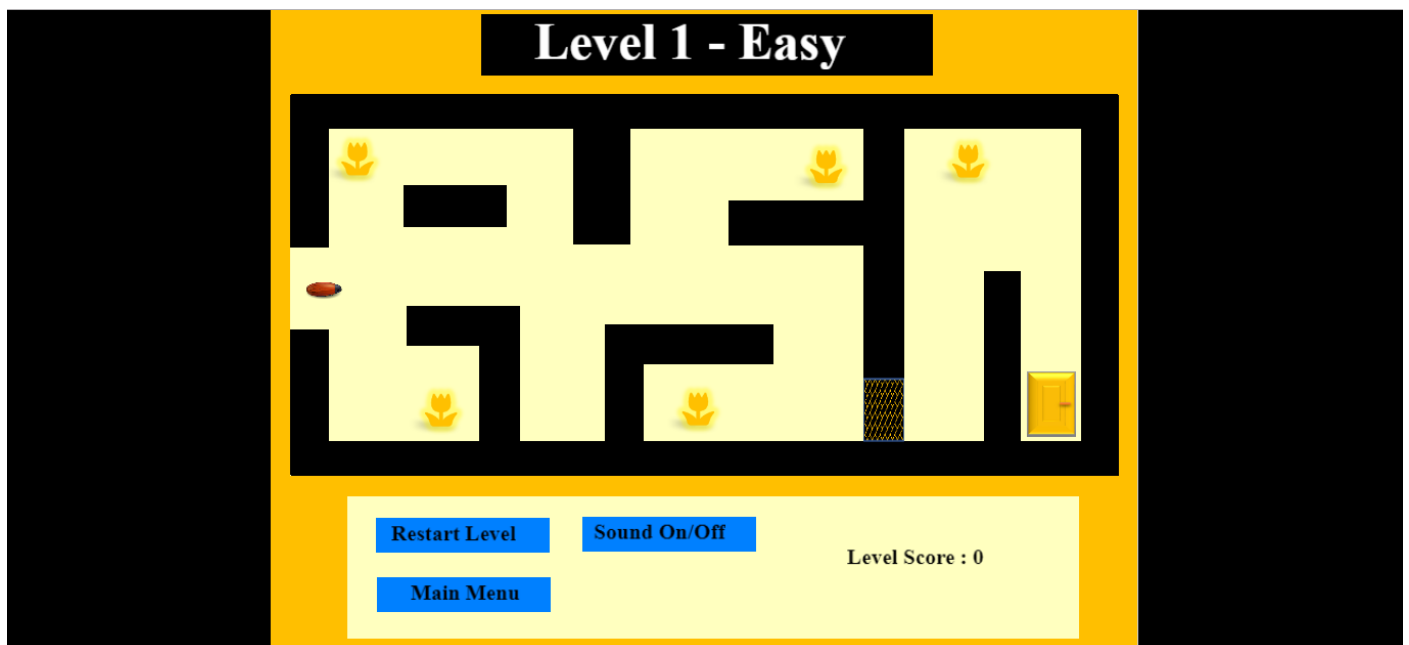 Level 1 - Easy
Restart Level
Sound On/Off
Level Score : 0
Main Menu